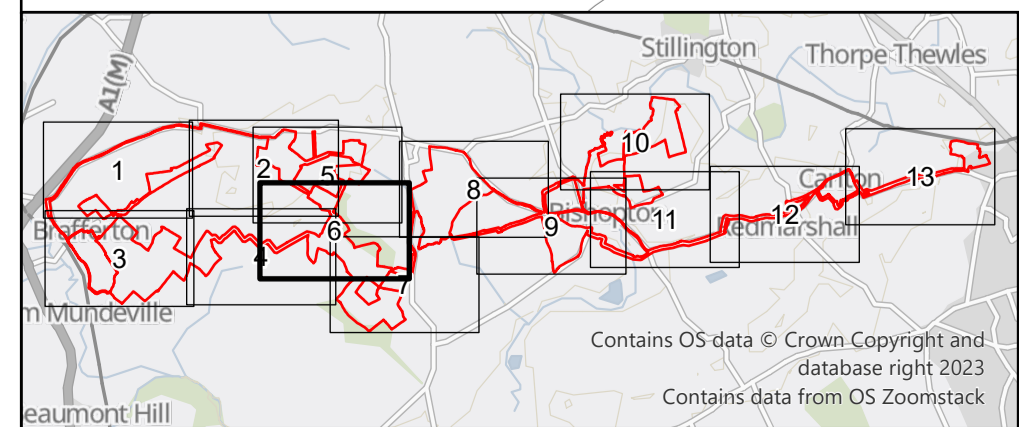 Stillington
Thorpe Thewles
A1(M)
10
1
2
5
Carlton
13
8
Brafferton
Bishopton
11
12
Redmarshall
6
9
3
4
7
m Mundeville
Contains OS data © Crown Copyright and
database right 2023
Contains data from OS Zoomstack
eaumont Hill